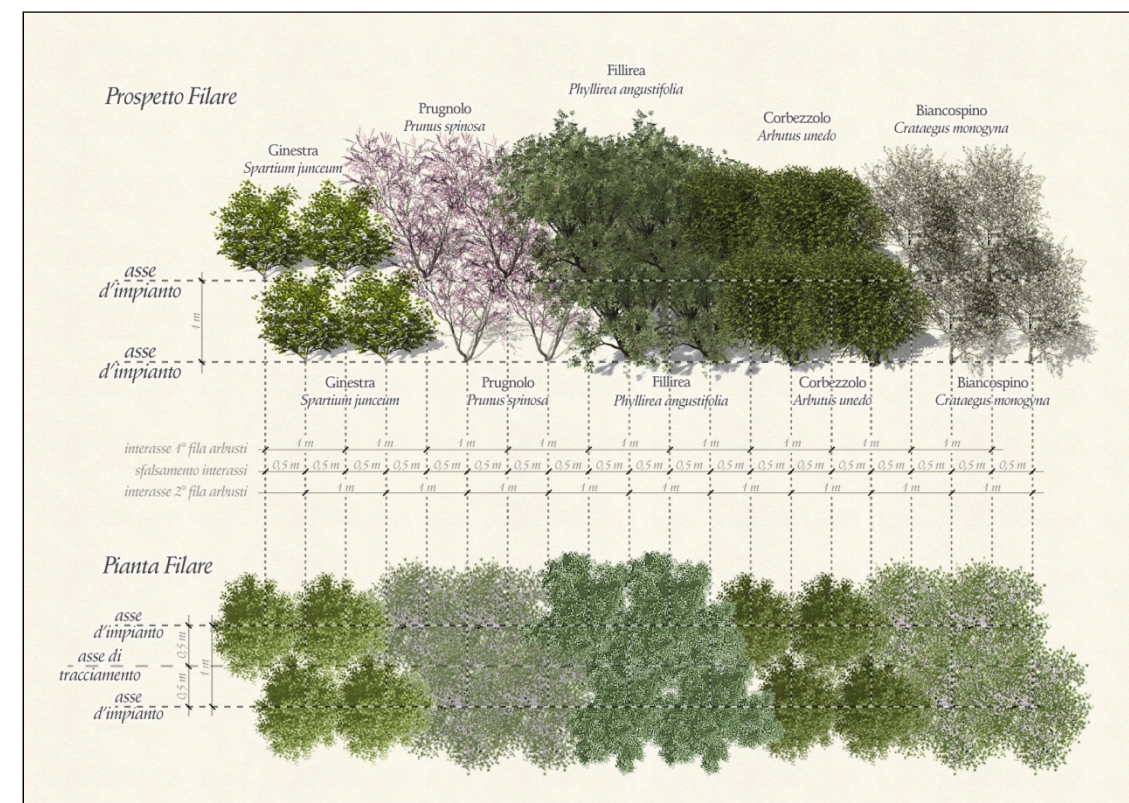 Prospetto Filare
Fillirea
Phyllirea angustifolia
Prugnolo
Prunus spinosa
Corbezzolo
Arbutus unedo
Biancospino
Crataegus monogyna
Ginestra
Spartium junceum
asse
d'impianto
1 m
asse
d'impianto
Ginestra
Spartium junceum
Prugnolo
Prunus spinosa
Fillirea
Phyllirea angustifolia
Corbezzolo
Arbutus unedo
Biancospino
Crataegus monogyna
interasse 1° fila arbusti 1 m 1 m 1 m 1 m 1 m 1 m 1 m 1 m 1 m
sfalsamento interassi 0,5 m 0,5 m 0,5 m 0,5 m 0,5 m 0,5 m 0,5 m 0,5 m 0,5 m 0,5 m 0,5 m 0,5 m 0,5 m 0,5 m 0,5 m 0,5 m 0,5 m 0,5 m 0,5 m
interasse 2° fila arbusti 1 m 1 m 1 m 1 m 1 m 1 m 1 m 1 m 1 m
Pianta Filare
asse
d'impianto
0,5 m
asse di
tracciamento
1 m
0,5 m
asse
d'impianto